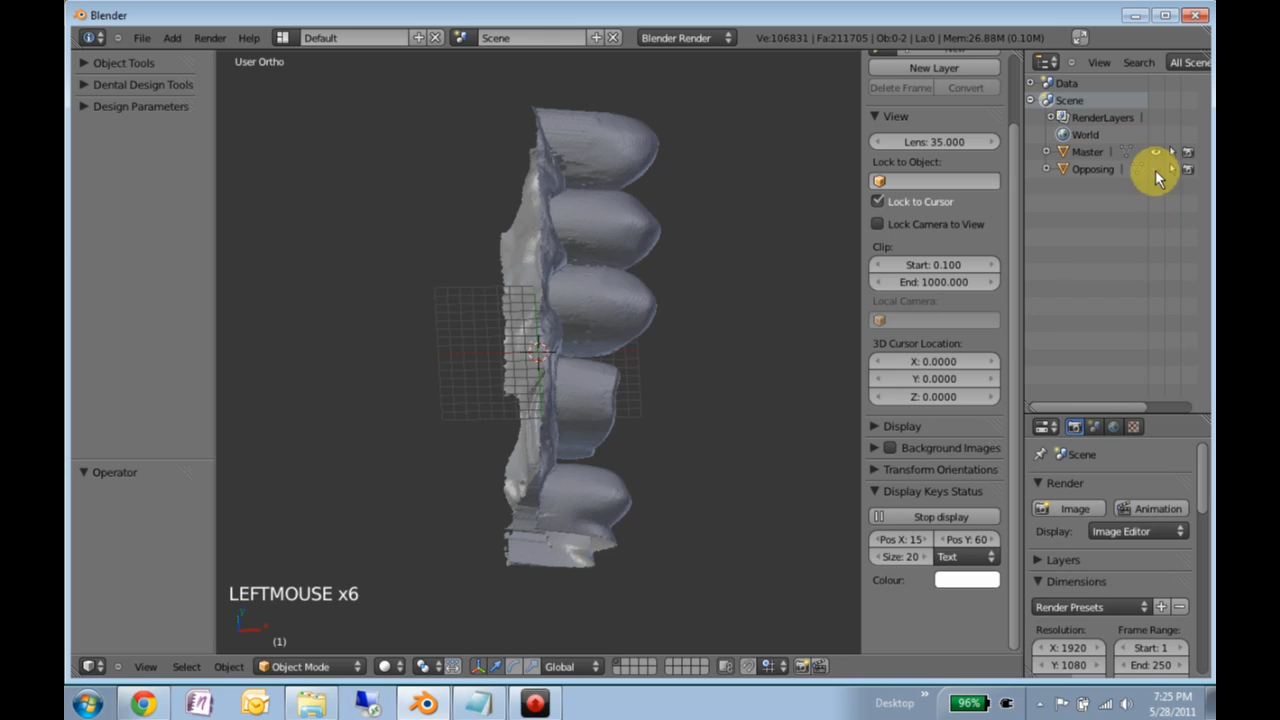 Blender
File Add Render Help Default Scene Blender Render Ve:106831 | Fa:211705 | Ob:0-2 | La:0 | Mem:26.88M (0.10M)
Object Tools
Dental Design Tools
Design Parameters
Operator
User Ortho
LEFTMOUSE x6
y
x
(1)
New
New Layer
Delete Frame Convert
View
Lens: 35.000
Lock to Object:
Lock to Cursor
Lock Camera to View
Clip:
Start: 0.100
End: 1000.000
Local Camera:
3D Cursor Location:
X: 0.0000
Y: 0.0000
Z: 0.0000
Display
Background Images
Transform Orientations
Display Keys Status
Stop display
Pos X: 15 Pos Y: 60
Size: 20 Text
Colour:
View Search All Scene
Data
Scene
RenderLayers |
World
Master |
Opposing |
Scene
Render
Image Animation
Display: Image Editor
Layers
Dimensions
Render Presets
Resolution: Frame Range:
X: 1920 Start: 1
Y: 1080 End: 250
View Select Object Object Mode Global
Desktop » 96% 7:25 PM
5/28/2011